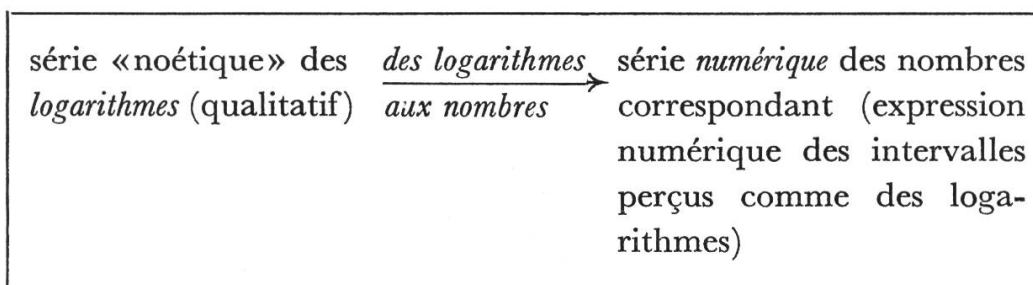 série «noétique» des
logarithmes (qualitatif)
des logarithmes
aux nombres
série numérique des nombres
correspondant (expression
numérique des intervalles
perçus comme des loga-
rithmes)